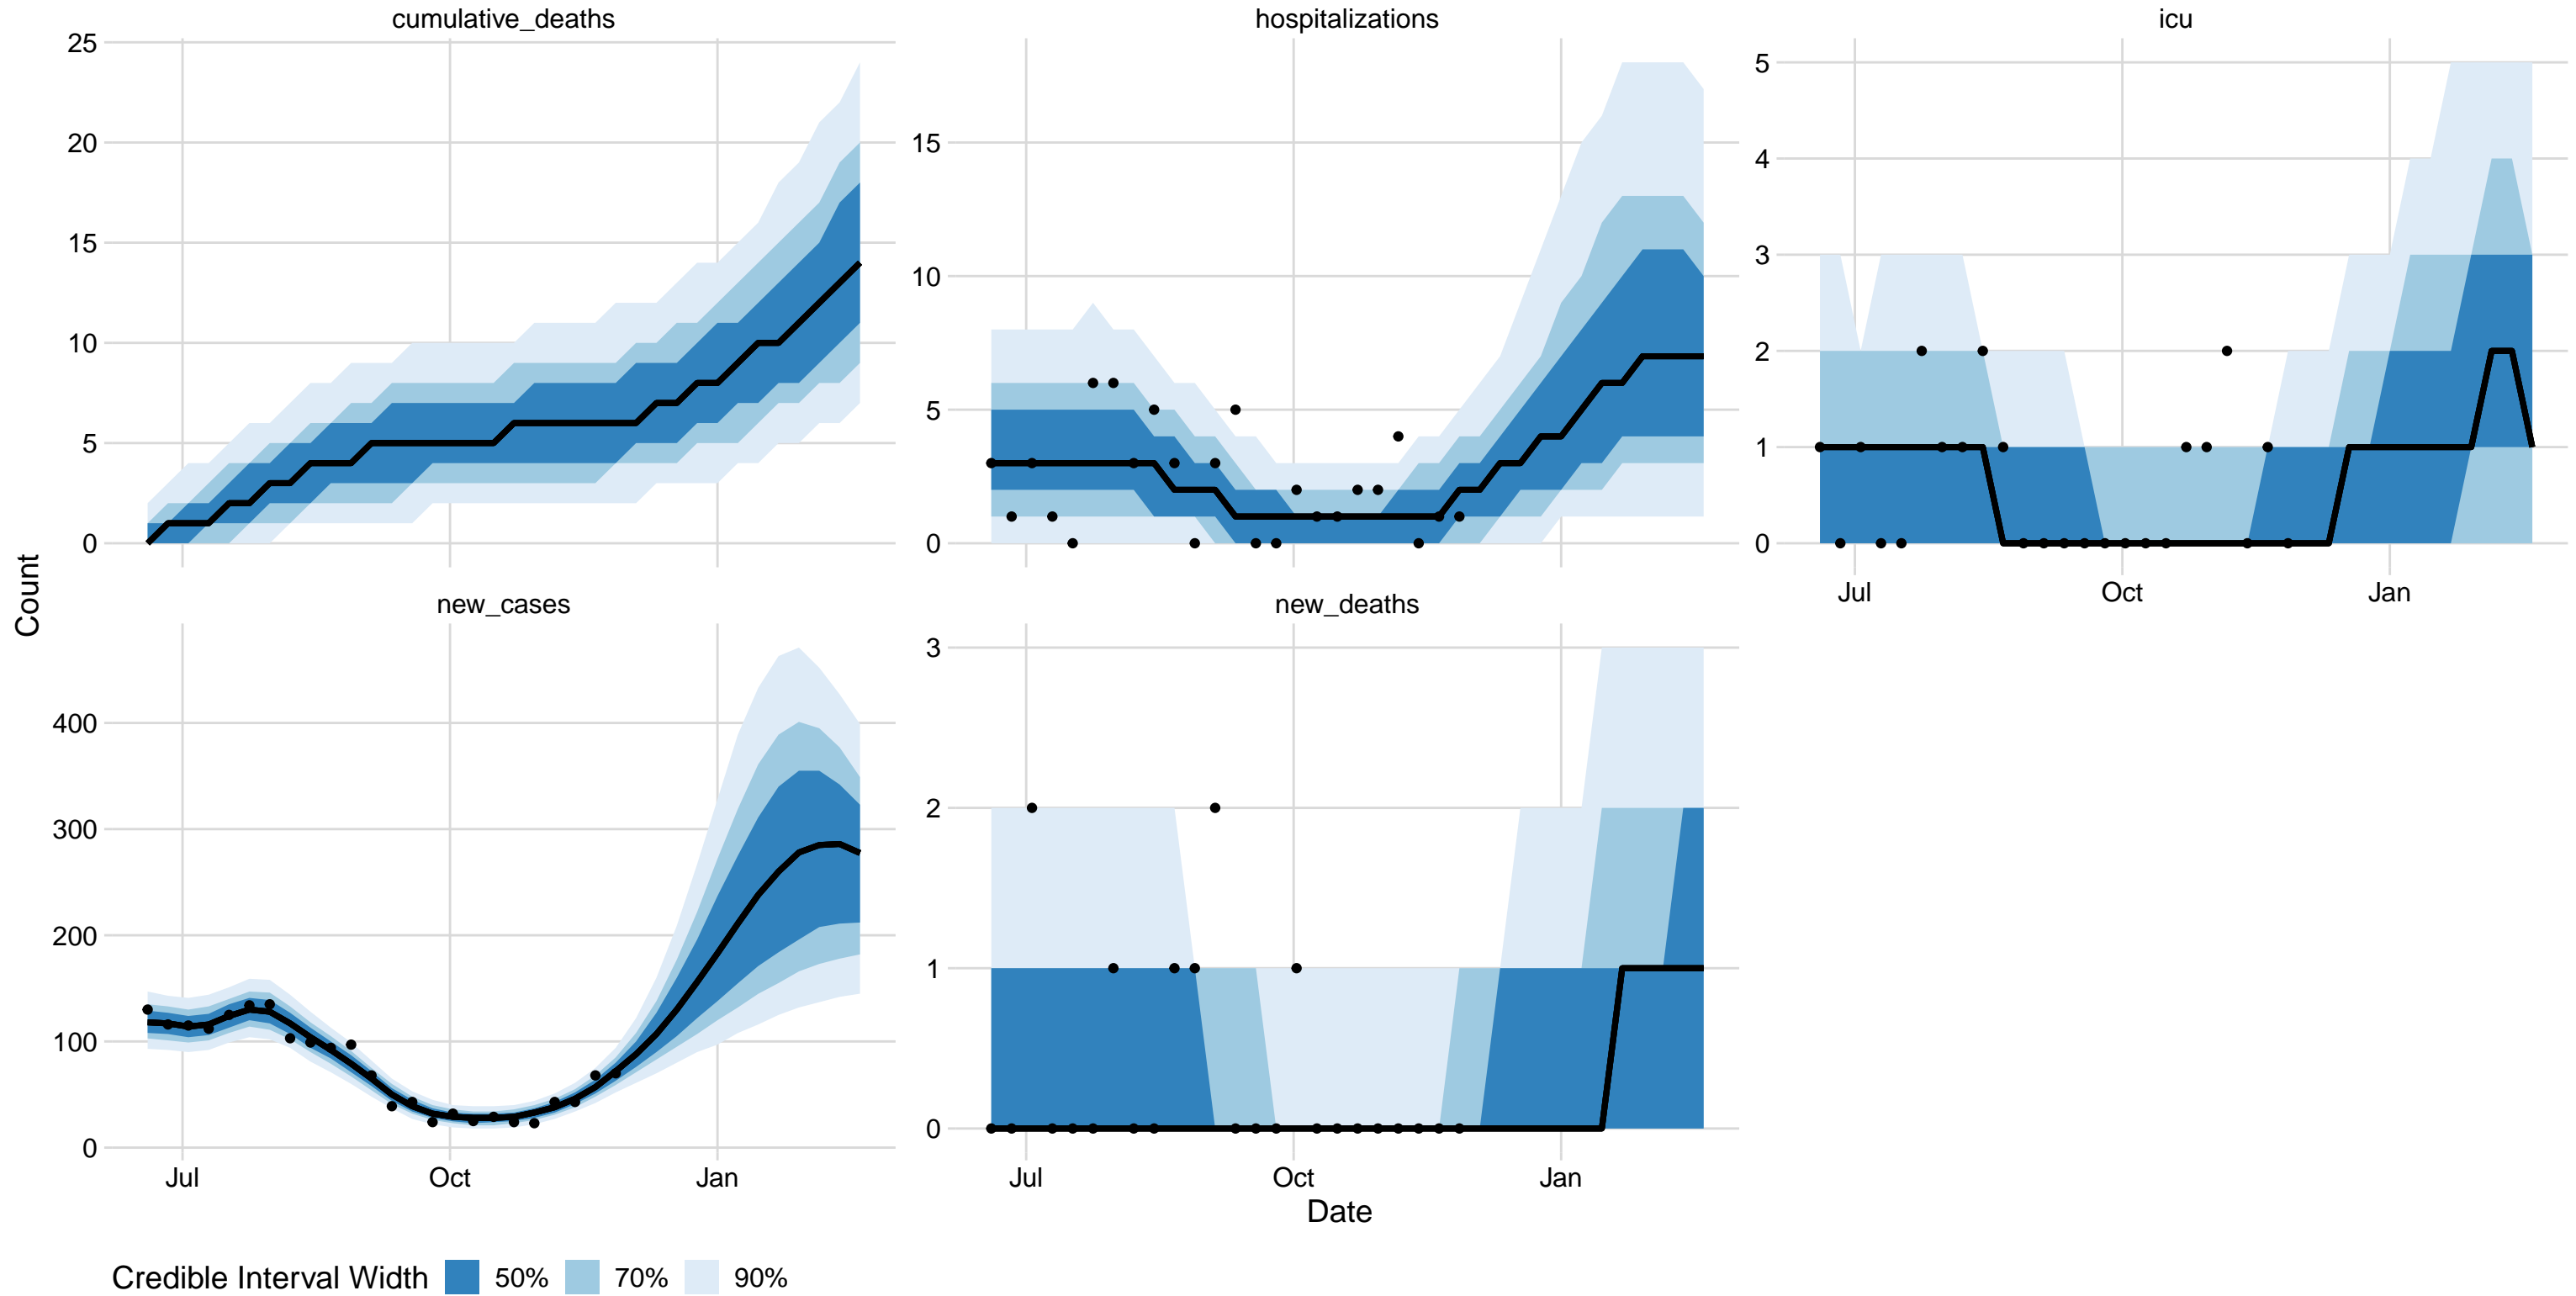 cumulative_deaths
hospitalizations
icu
25
20
15
10
5
0
15
10
5
0
5
4
3
2
1
0
Jul Oct Jan
Count
new_cases
new_deaths
400
300
200
100
0
3
2
1
0
Jul Oct Jan
Jul Oct Jan
Date
Credible Interval Width 50% 70% 90%